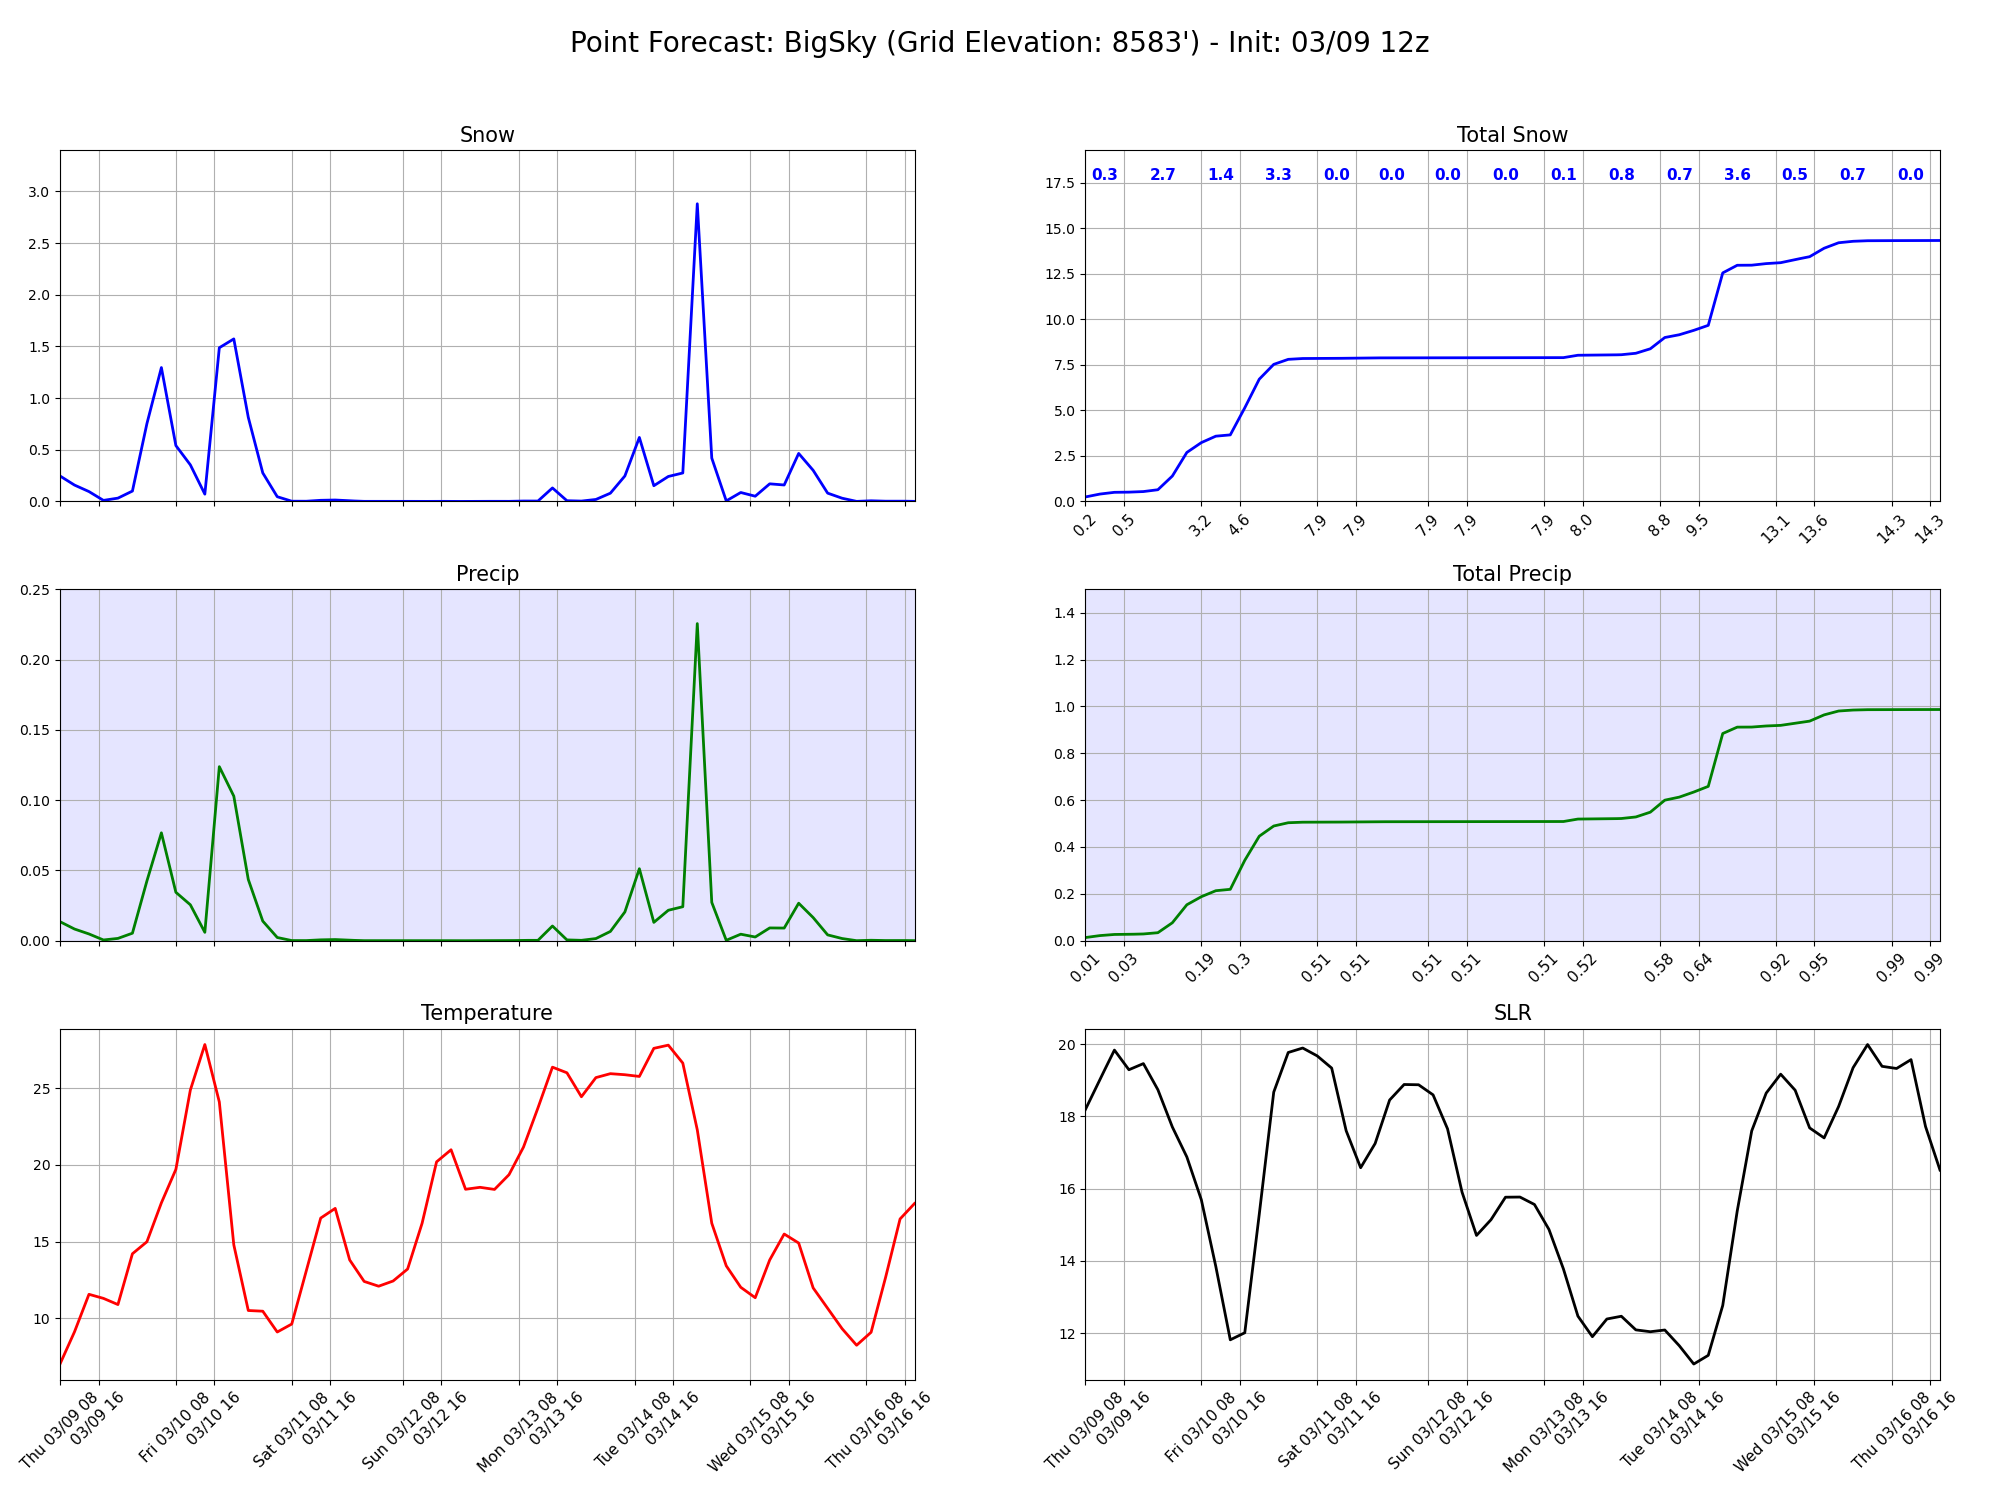 Point Forecast: BigSky (Grid Elevation: 8583') - Init: 03/09 12z
Snow
3.0
2.5
2.0
1.5
1.0
0.5
0.0
Total Snow
0.3 2.7 1.4 3.3 0.0 0.0 0.0 0.0 0.1 0.8 0.7 3.6 0.5 0.7 0.0
17.5
15.0
12.5
10.0
7.5
5.0
2.5
0.0
0.2 0.5 3.2 4.6 7.9 7.9 7.9 7.9 7.9 8.0 8.8 9.5 13.1 13.6 14.3 14.3
Precip
0.25
0.20
0.15
0.10
0.05
0.00
Total Precip
1.4
1.2
1.0
0.8
0.6
0.4
0.2
0.0
0.01 0.03 0.19 0.3 0.51 0.51 0.51 0.51 0.51 0.52 0.58 0.64 0.92 0.95 0.99 0.99
Temperature
25
20
15
10
Thu 03/09 08
03/09 16
Fri 03/10 08
03/10 16
Sat 03/11 08
03/11 16
Sun 03/12 08
03/12 16
Mon 03/13 08
03/13 16
Tue 03/14 08
03/14 16
Wed 03/15 08
03/15 16
Thu 03/16 08
03/16 16
SLR
20
18
16
14
12
Thu 03/09 08
03/09 16
Fri 03/10 08
03/10 16
Sat 03/11 08
03/11 16
Sun 03/12 08
03/12 16
Mon 03/13 08
03/13 16
Tue 03/14 08
03/14 16
Wed 03/15 08
03/15 16
Thu 03/16 08
03/16 16